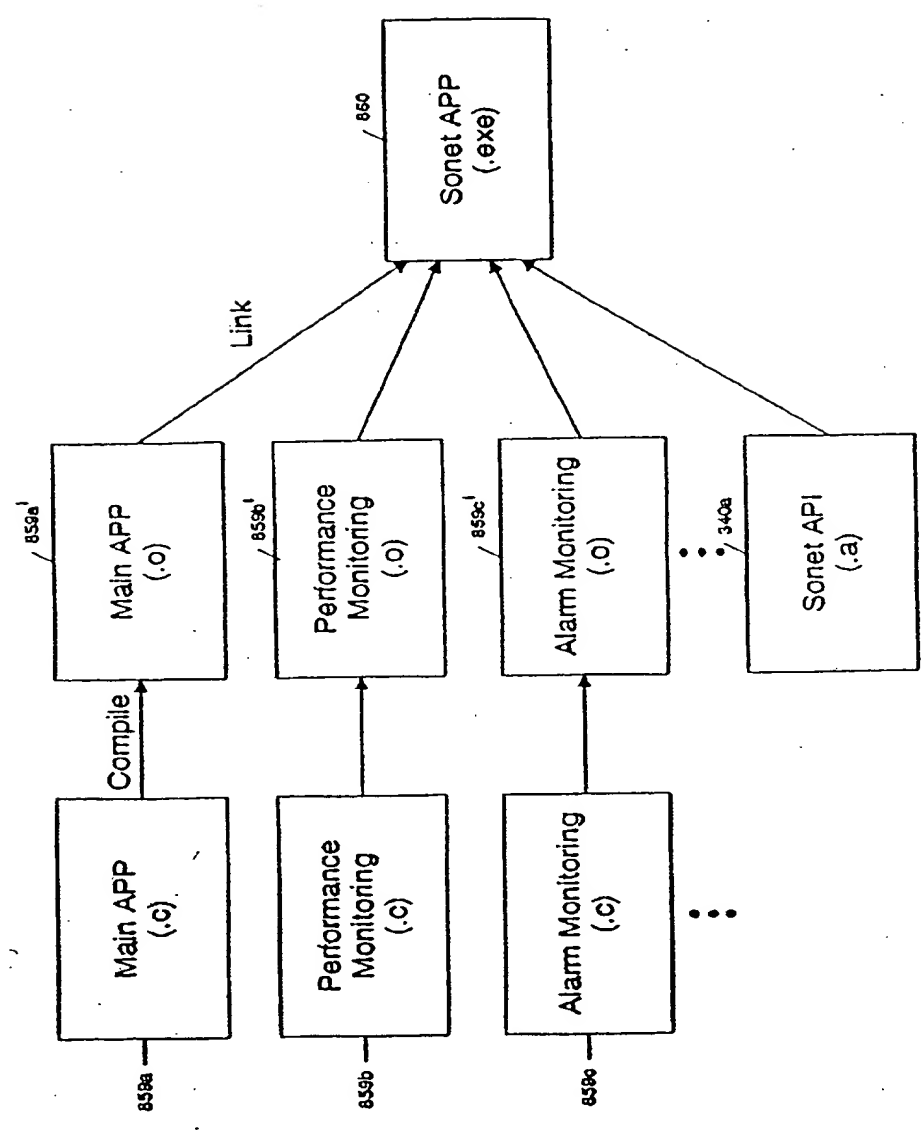 859a
Main APP
(.c)
Compile
859a'
Main APP
(.o)
Link
859b
Performance
Monitoring
(.c)
859b'
Performance
Monitoring
(.o)
860
Sonet APP
(.exe)
859c
Alarm Monitoring
(.c)
859c'
Alarm Monitoring
(.o)
340a
Sonet API
(.a)